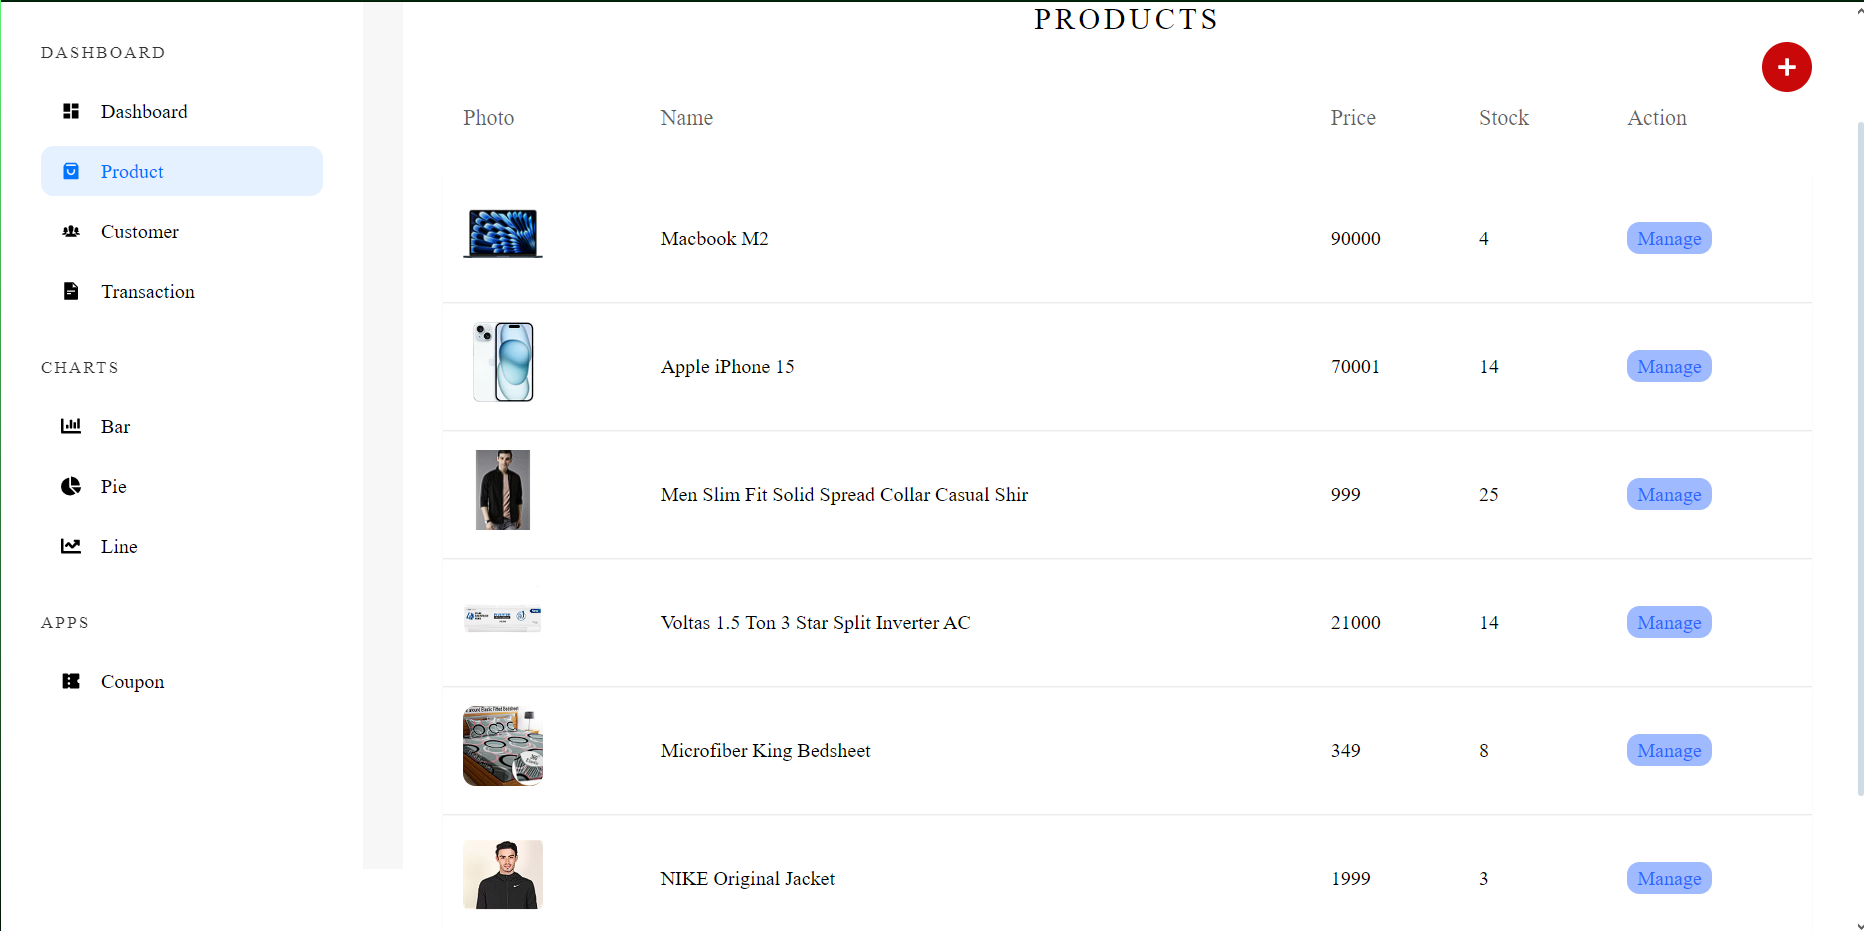 PRODUCTS
DASHBOARD
Dashboard
Product
Customer
Transaction
CHARTS
Bar
Pie
Line
APPS
Coupon
Photo Name Price Stock Action
Macbook M2 90000 4 Manage
Apple iPhone 15 70001 14 Manage
Men Slim Fit Solid Spread Collar Casual Shir 999 25 Manage
Voltas 1.5 Ton 3 Star Split Inverter AC 21000 14 Manage
Microfiber King Bedsheet 349 8 Manage
NIKE Original Jacket 1999 3 Manage